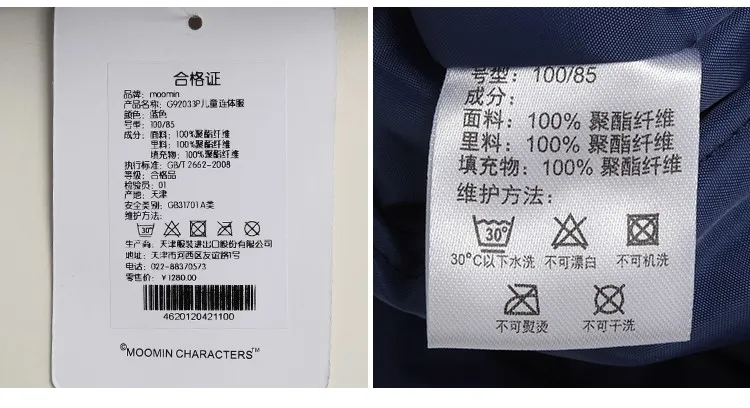 合格证
品牌: moomin
产品名称: G92033P儿童连体服
颜色: 蓝色
号型: 100/85
成分: 面料: 100%聚酯纤维
里料: 100%聚酯纤维
填充物: 100%聚酯纤维
执行标准: GB/T 2662-2008
等级: 合格品
检验员: 01
产地: 天津
安全类别: GB31701 A类
维护方法:
30°
生产商: 天津服装进出口股份有限公司
地址: 天津市河西区友谊路1号
电话: 022-88370573
零售价: ￥1280.00
4620120421100
©MOOMIN CHARACTERS™
号型: 100/85
成分:
面料: 100% 聚酯纤维
里料: 100% 聚酯纤维
填充物: 100% 聚酯纤维
维护方法:
30°
30°C以下水洗 不可漂白 不可机洗
不可熨烫 不可干洗